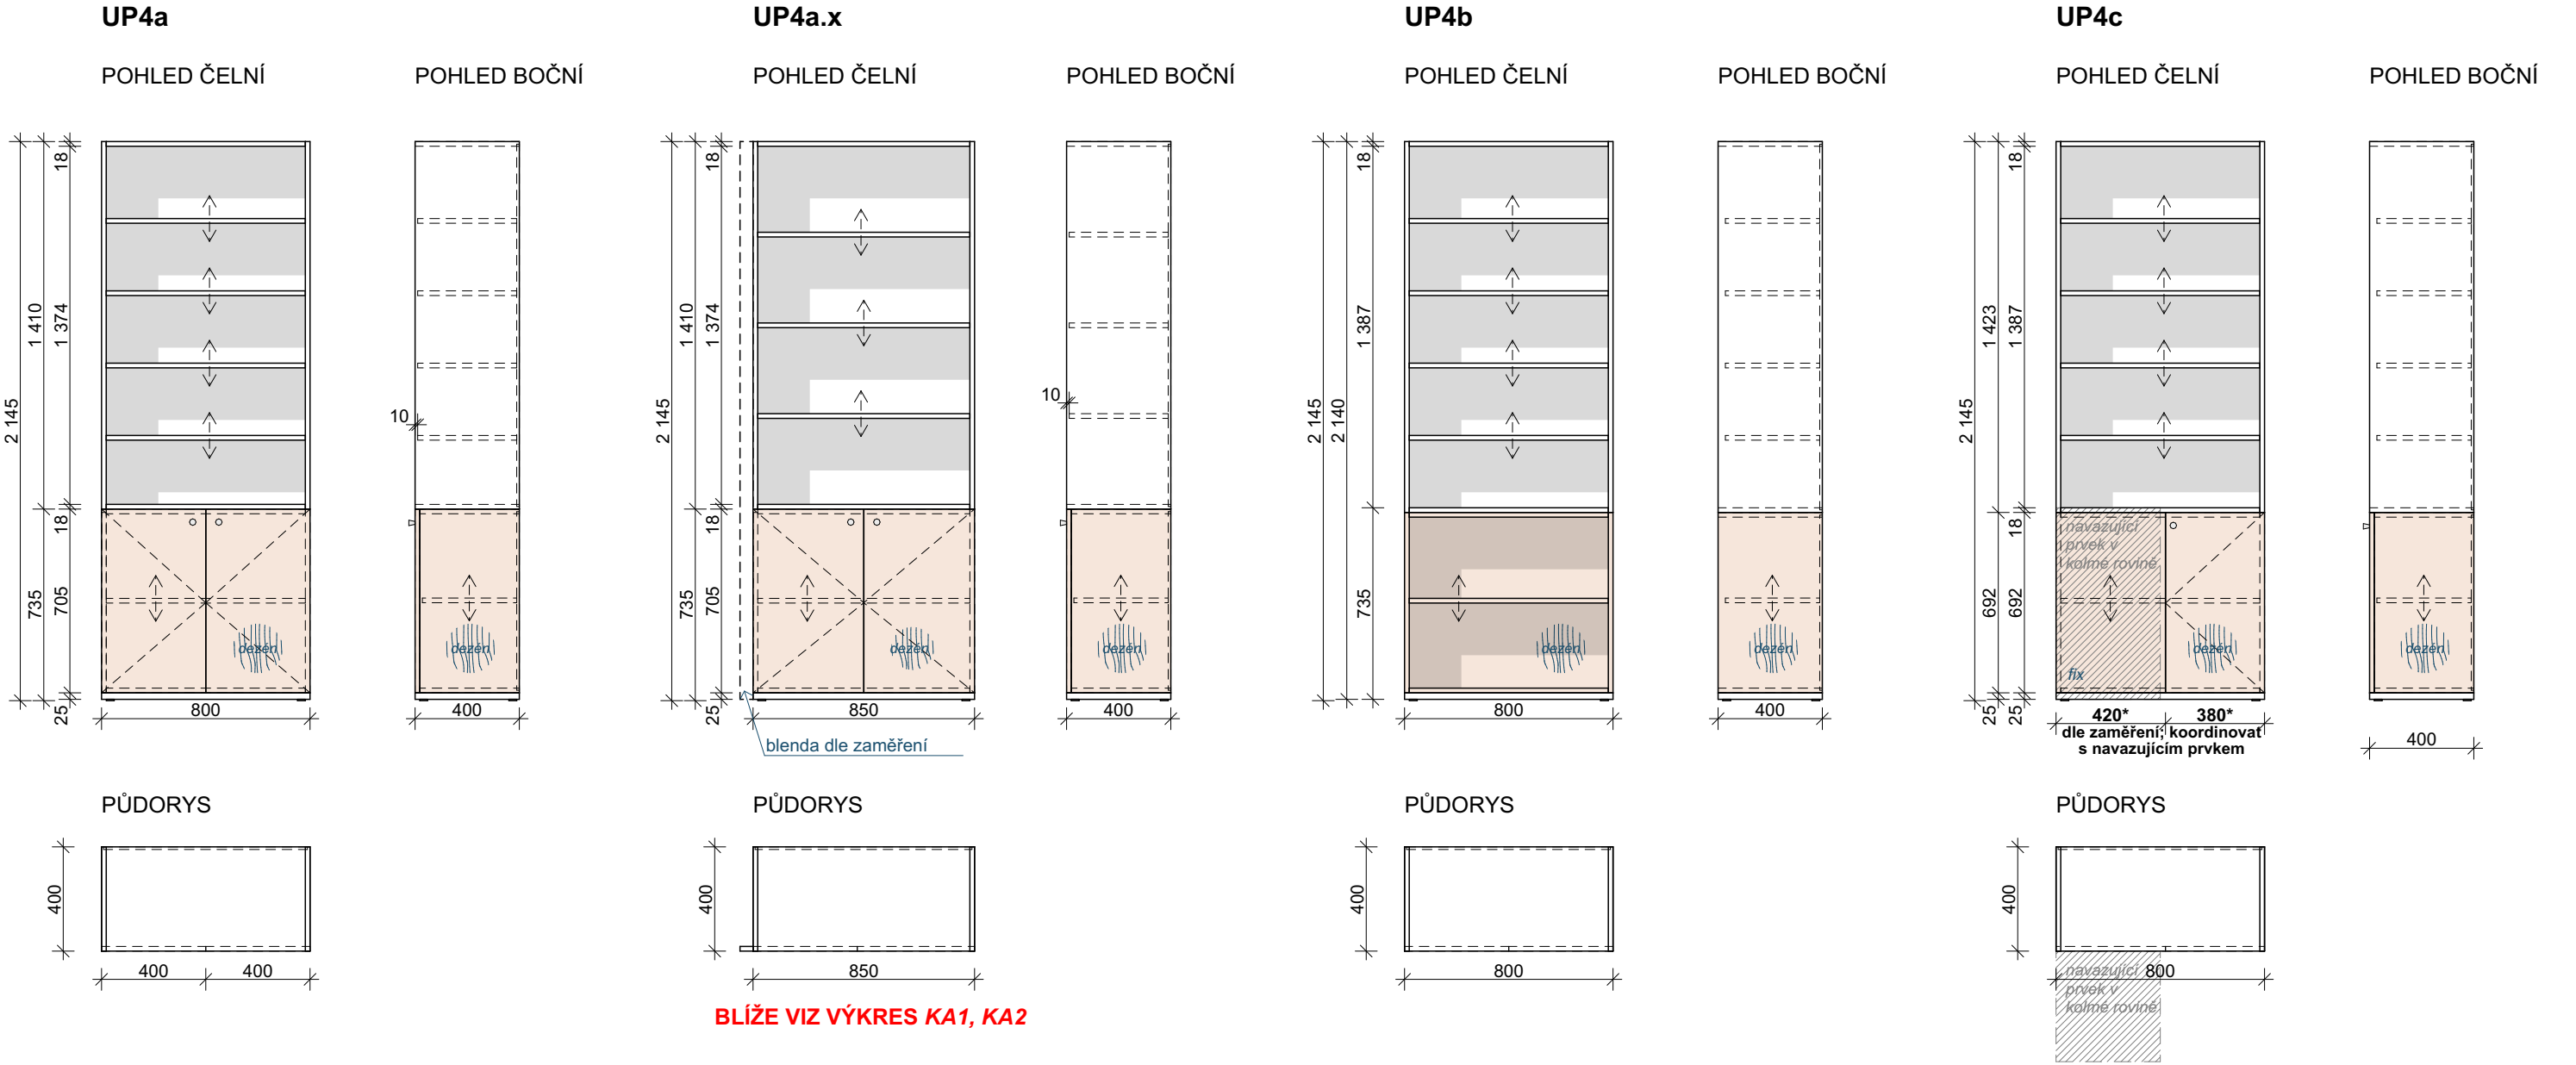 UP4a
UP4a.x
UP4b
UP4c
POHLED ČELNÍ
POHLED BOČNÍ
POHLED ČELNÍ
POHLED BOČNÍ
POHLED ČELNÍ
POHLED BOČNÍ
POHLED ČELNÍ
POHLED BOČNÍ
2 145
1 410
735
18
1 374
18
705
25
800
dezén
10
dezén
400
2 145
1 410
735
18
1 374
18
705
25
850
dezén
blenda dle zaměření
10
dezén
400
2 145
2 140
18
1 387
735
800
dezén
dezén
400
2 145
1 423
692
25
18
1 387
18
692
25
navazující
prvek v
kolmé rovině
fix
dezén
420*
380*
dle zaměření; koordinovat
s navazujícím prvkem
dezén
400
PŮDORYS
PŮDORYS
PŮDORYS
PŮDORYS
400
400
400
400
850
400
800
400
800
navazující
prvek v
kolmé rovině
BLÍŽE VIZ VÝKRES KA1, KA2